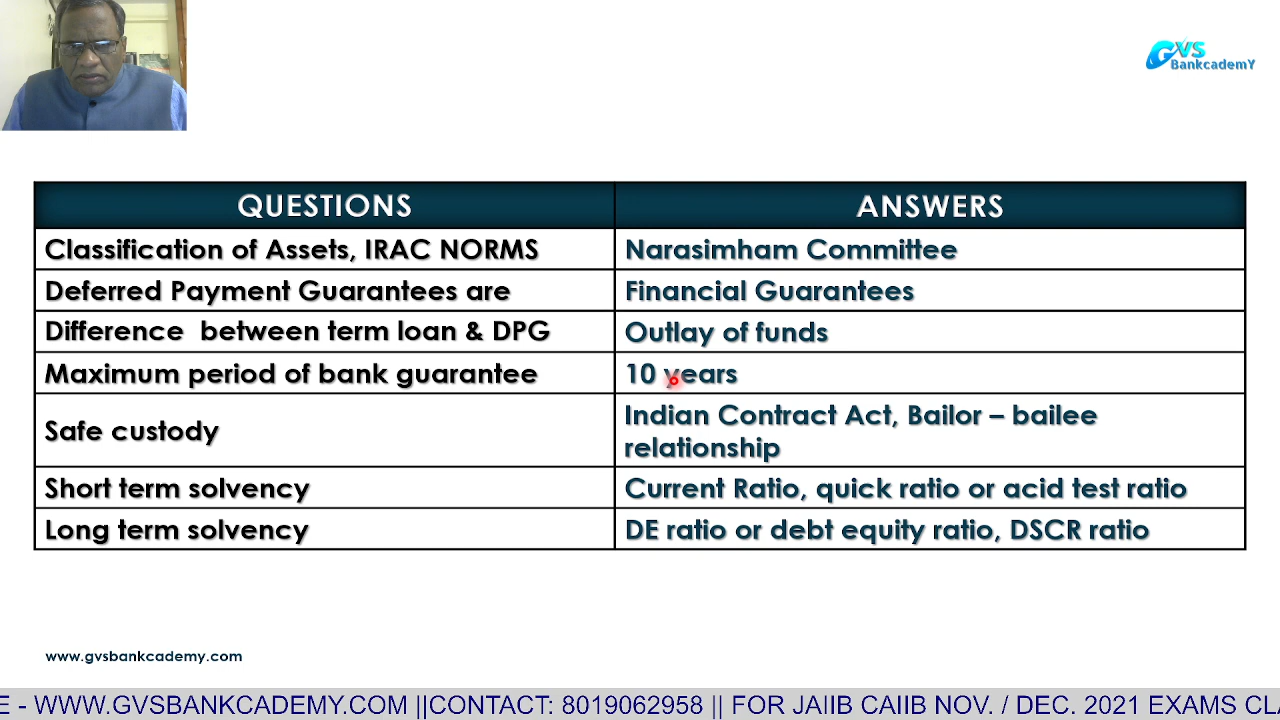 GVS
BankcademY
QUESTIONS
ANSWERS
Classification of Assets, IRAC NORMS
Narasimham Committee
Deferred Payment Guarantees are
Financial Guarantees
Difference between term loan & DPG
Outlay of funds
Maximum period of bank guarantee
10 years
Safe custody
Indian Contract Act, Bailor – bailee
relationship
Short term solvency
Current Ratio, quick ratio or acid test ratio
Long term solvency
DE ratio or debt equity ratio, DSCR ratio
www.gvsbankcademy.com
E - WWW.GVSBANKCADEMY.COM ||CONTACT: 8019062958 || FOR JAIIB CAIIB NOV. / DEC. 2021 EXAMS CLA